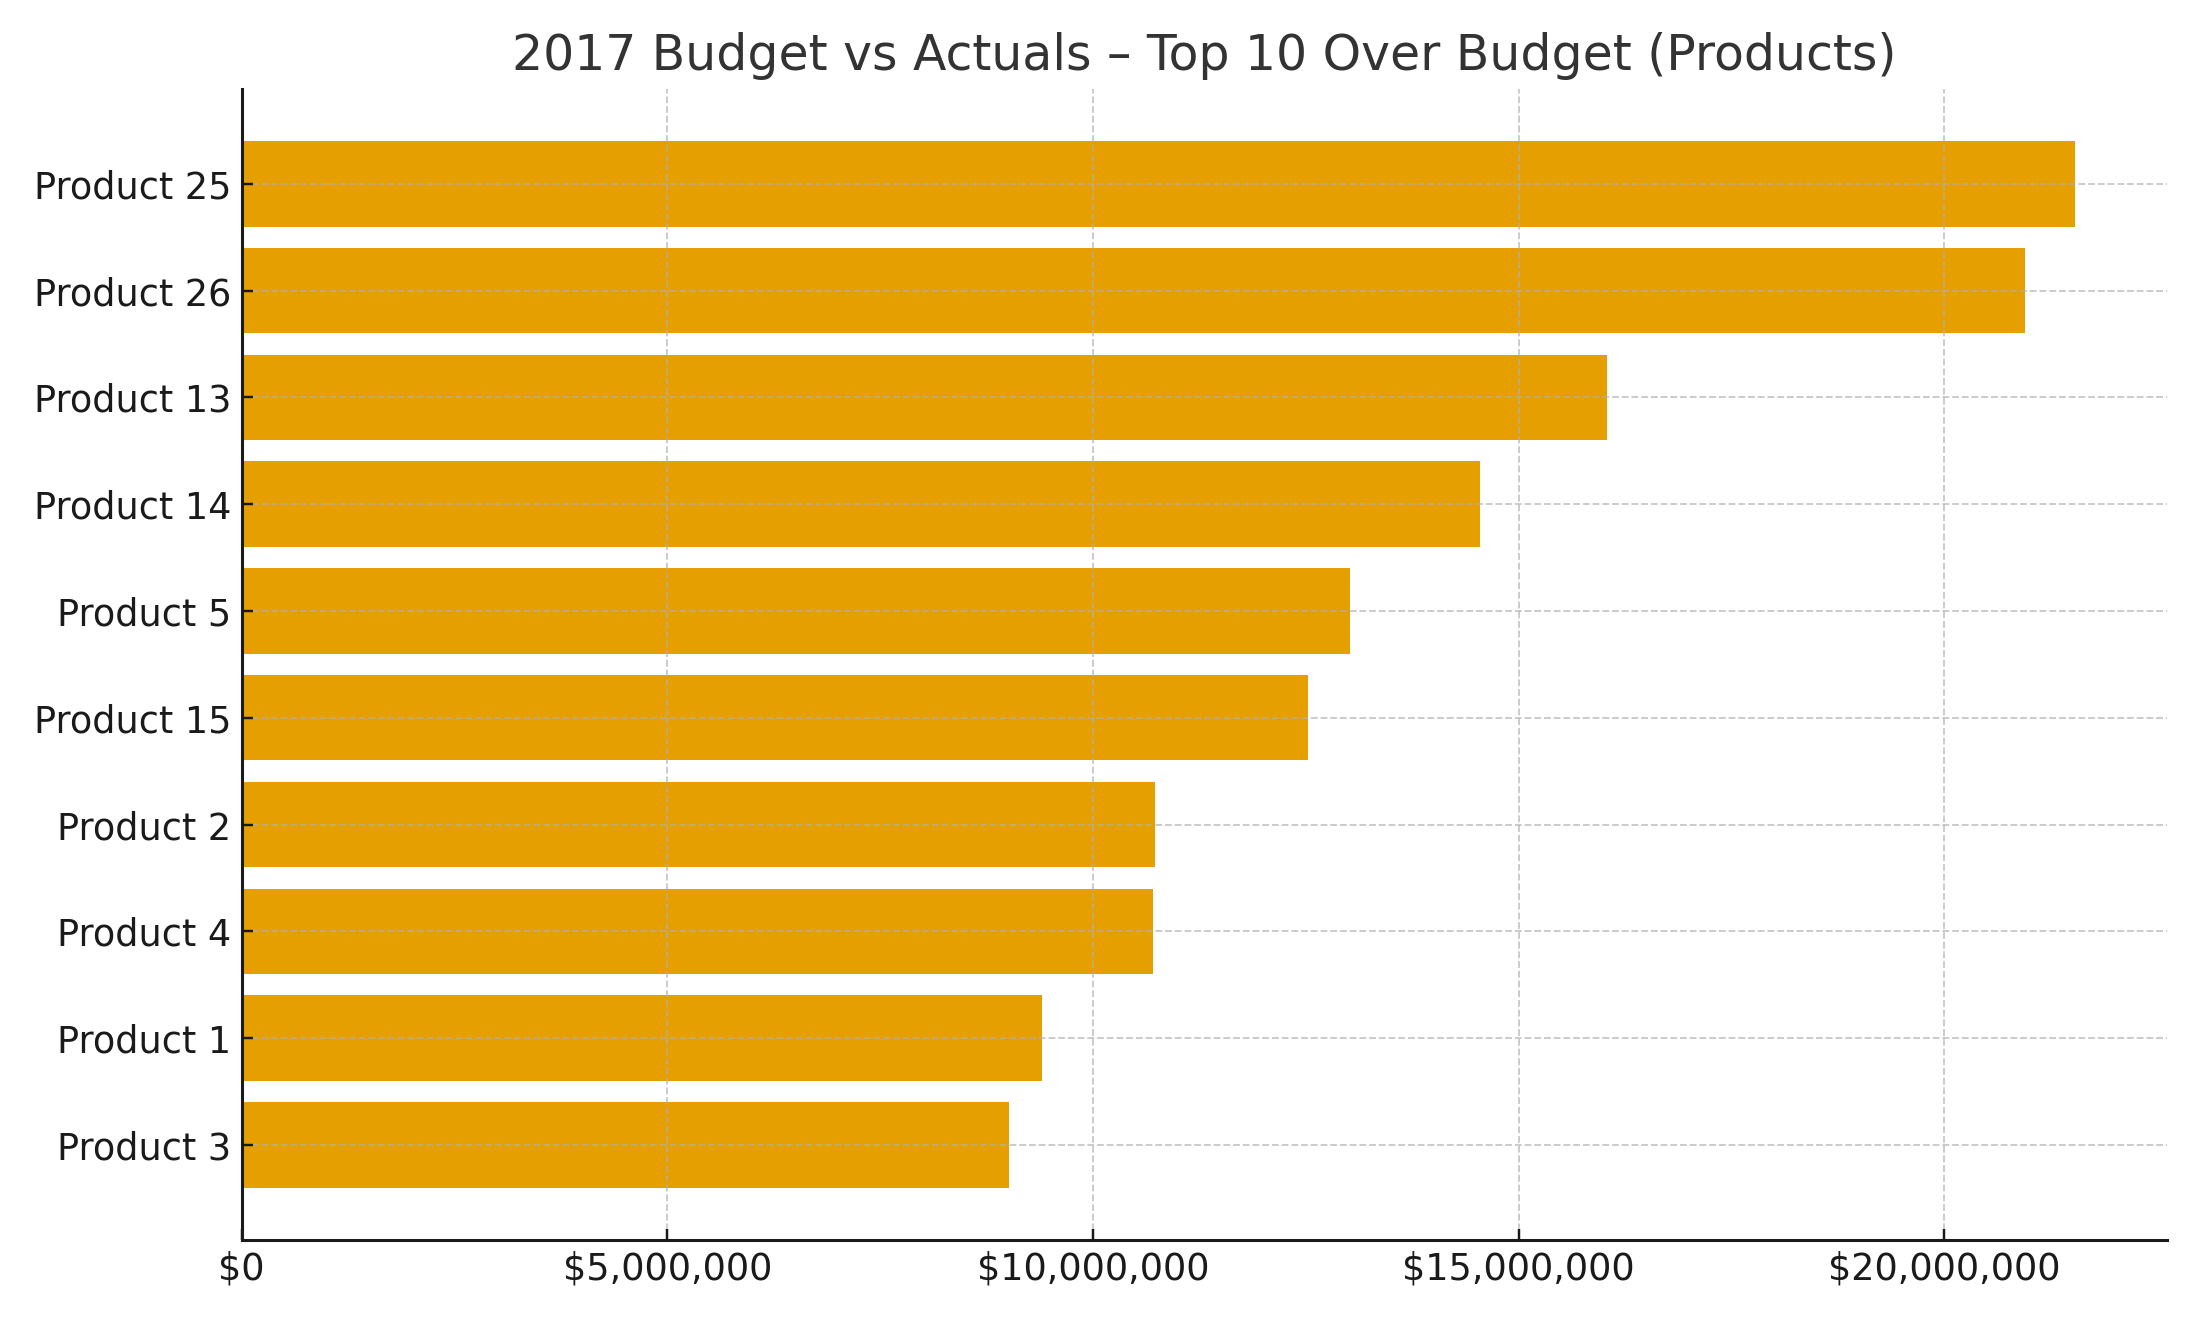 2017 Budget vs Actuals – Top 10 Over Budget (Products)
Product 25
Product 26
Product 13
Product 14
Product 5
Product 15
Product 2
Product 4
Product 1
Product 3
$0 $5,000,000 $10,000,000 $15,000,000 $20,000,000